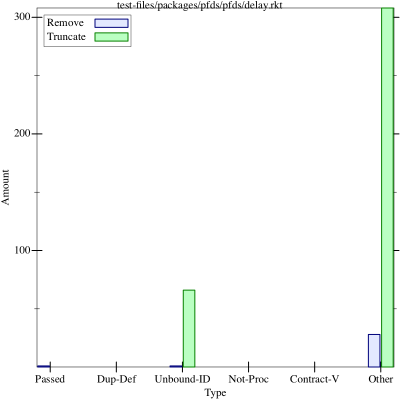 test-files/packages/pfds/pfds/delay.rkt
300
Remove
Truncate
200
Amount
100
Passed Dup-Def Unbound-ID Not-Proc Contract-V Other
Type